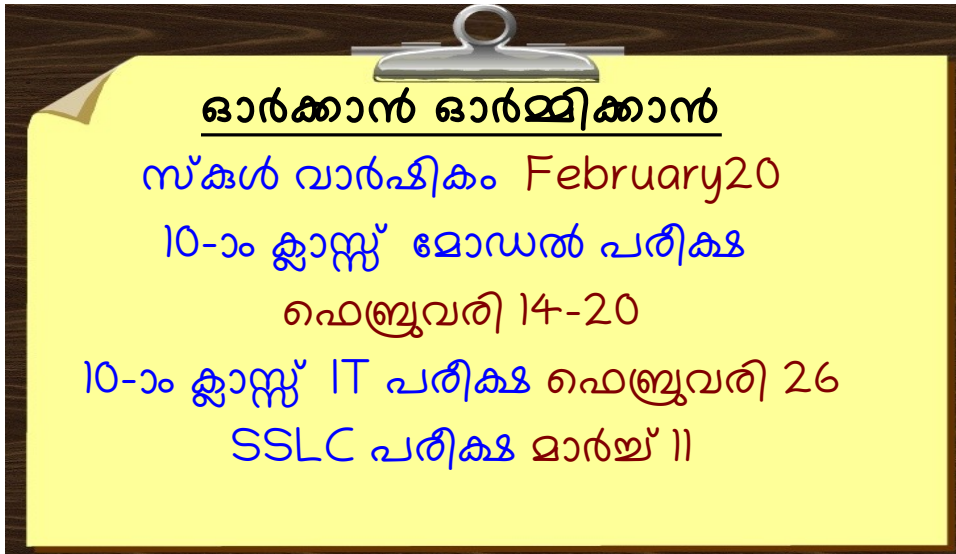 ഓർക്കാൻ ഓർമ്മിക്കാൻ
സ്കുൾ വാർഷികം February20
10-ാം ക്ലാസ്സ് മോഡൽ പരീക്ഷ
ഫെബ്രുവരി 14-20
10-ാം ക്ലാസ്സ് IT പരീക്ഷ ഫെബ്രുവരി 26
SSLC പരീക്ഷ മാർച്ച് 11